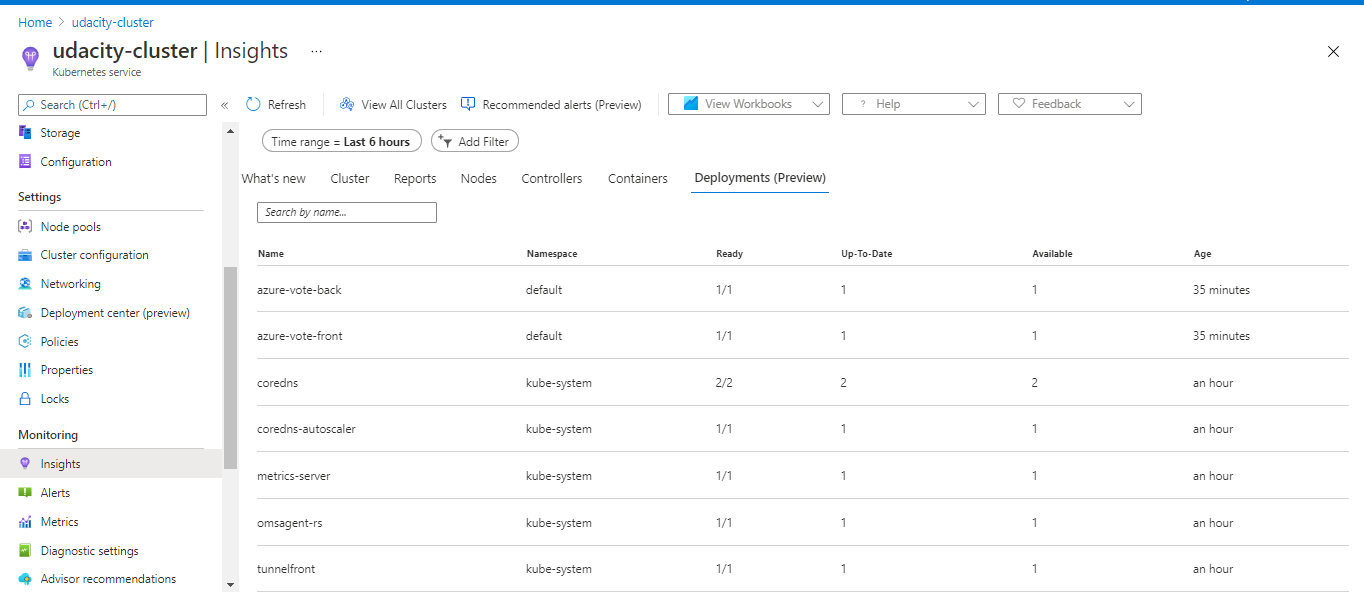 Home > udacity-cluster
udacity-cluster | Insights ...
Kubernetes service
Search (Ctrl+/)
«
Refresh
View All Clusters
Recommended alerts (Preview)
View Workbooks
? Help
Feedback
Storage
Configuration
Settings
Node pools
Cluster configuration
Networking
Deployment center (preview)
Policies
Properties
Locks
Monitoring
Insights
Alerts
Metrics
Diagnostic settings
Advisor recommendations
Time range = Last 6 hours
Add Filter
What's new Cluster Reports Nodes Controllers Containers Deployments (Preview)
Search by name...
Name Namespace Ready Up-To-Date Available Age
azure-vote-back default 1/1 1 1 35 minutes
azure-vote-front default 1/1 1 1 35 minutes
coredns kube-system 2/2 2 2 an hour
coredns-autoscaler kube-system 1/1 1 1 an hour
metrics-server kube-system 1/1 1 1 an hour
omsagent-rs kube-system 1/1 1 1 an hour
tunnelfront kube-system 1/1 1 1 an hour